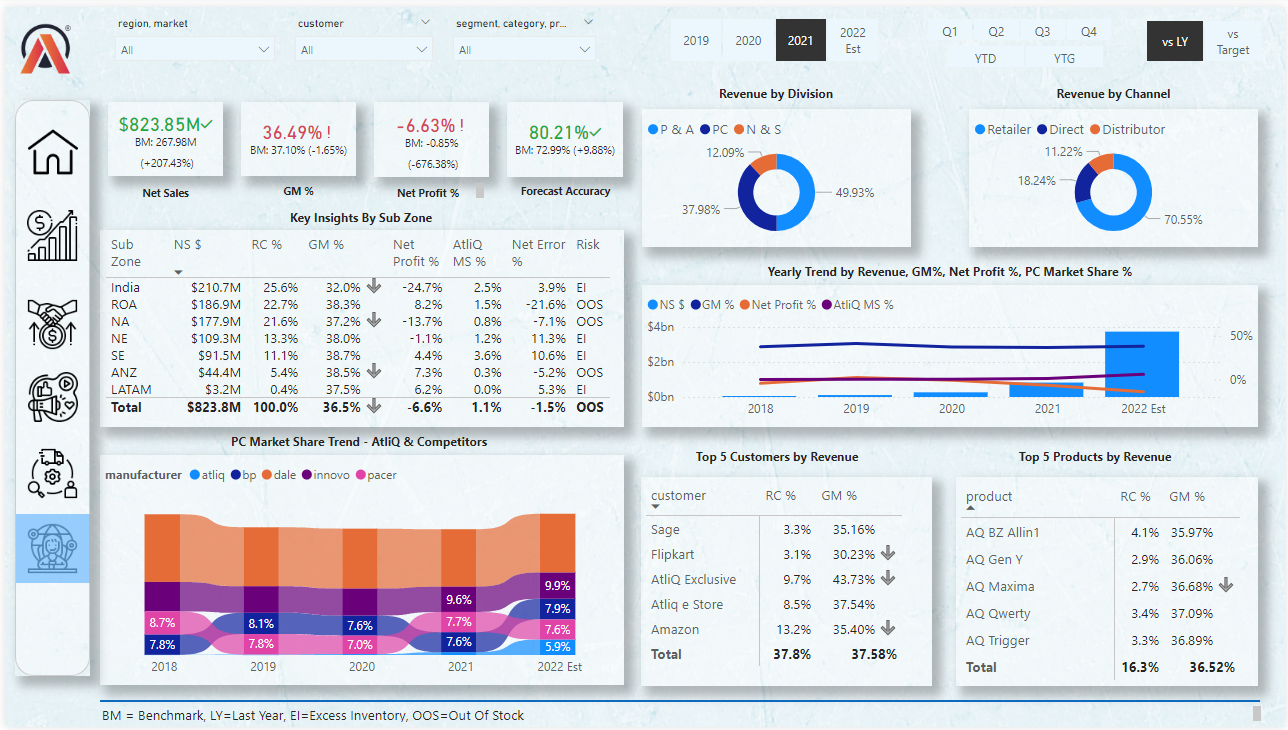 region, market
customer
segment, category, pr...
All
All
All
2019
2020
2021
2022
Est
Q1
Q2
Q3
Q4
YTD
YTG
vs LY
vs
Target
$823.85M
BM: 267.98M
(+207.43%)
Net Sales
36.49% !
BM: 37.10% (-1.65%)
GM %
-6.63% !
BM: -0.85%
(-676.38%)
Net Profit %
80.21%
BM: 72.99% (+9.88%)
Forecast Accuracy
Revenue by Division
P & A PC N & S
12.09%
49.93%
37.98%
Revenue by Channel
Retailer Direct Distributor
11.22%
18.24%
70.55%
Key Insights By Sub Zone
Sub Zone NS $ RC % GM % Net Profit % AtliQ MS % Net Error % Risk
India $210.7M 25.6% 32.0% -24.7% 2.5% 3.9% EI
ROA $186.9M 22.7% 38.3% 8.2% 1.5% -21.6% OOS
NA $177.9M 21.6% 37.2% -13.7% 0.8% -7.1% OOS
NE $109.3M 13.3% 38.0% -1.1% 1.2% 11.3% EI
SE $91.5M 11.1% 38.7% 4.4% 3.6% 10.6% EI
ANZ $44.4M 5.4% 38.5% 7.3% 0.3% -5.2% OOS
LATAM $3.2M 0.4% 37.5% 6.2% 0.0% 5.3% EI
Total $823.8M 100.0% 36.5% -6.6% 1.1% -1.5% OOS
Yearly Trend by Revenue, GM%, Net Profit %, PC Market Share %
NS $ GM % Net Profit % AtliQ MS %
$4bn
$2bn
$0bn
50%
0%
2018 2019 2020 2021 2022 Est
PC Market Share Trend - AtliQ & Competitors
manufacturer atliq bp dale innovo pacer
8.7%
7.8%
8.1%
7.8%
7.6%
7.0%
9.6%
7.7%
7.6%
9.9%
7.9%
7.6%
5.9%
2018 2019 2020 2021 2022 Est
Top 5 Customers by Revenue
customer RC % GM %
Sage 3.3% 35.16%
Flipkart 3.1% 30.23%
AtliQ Exclusive 9.7% 43.73%
Atliq e Store 8.5% 37.54%
Amazon 13.2% 35.40%
Total 37.8% 37.58%
Top 5 Products by Revenue
product RC % GM %
AQ BZ Allin1 4.1% 35.97%
AQ Gen Y 2.9% 36.06%
AQ Maxima 2.7% 36.68%
AQ Qwerty 3.4% 37.09%
AQ Trigger 3.3% 36.89%
Total 16.3% 36.52%
BM = Benchmark, LY=Last Year, EI=Excess Inventory, OOS=Out Of Stock